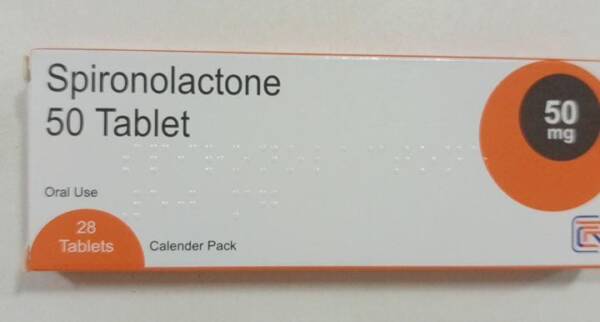 Spironolactone
50 Tablet
50
mg
Oral Use
28
Tablets
Calender Pack